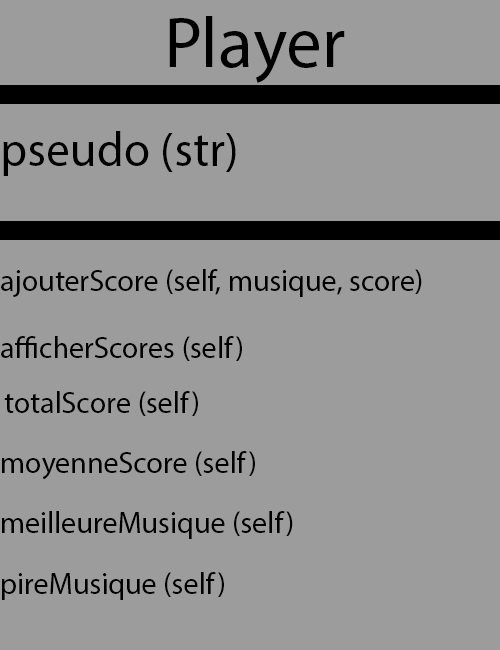 Player
pseudo (str)
ajouterScore (self, musique, score)
afficherScores (self)
totalScore (self)
moyenneScore (self)
meilleureMusique (self)
pireMusique (self)